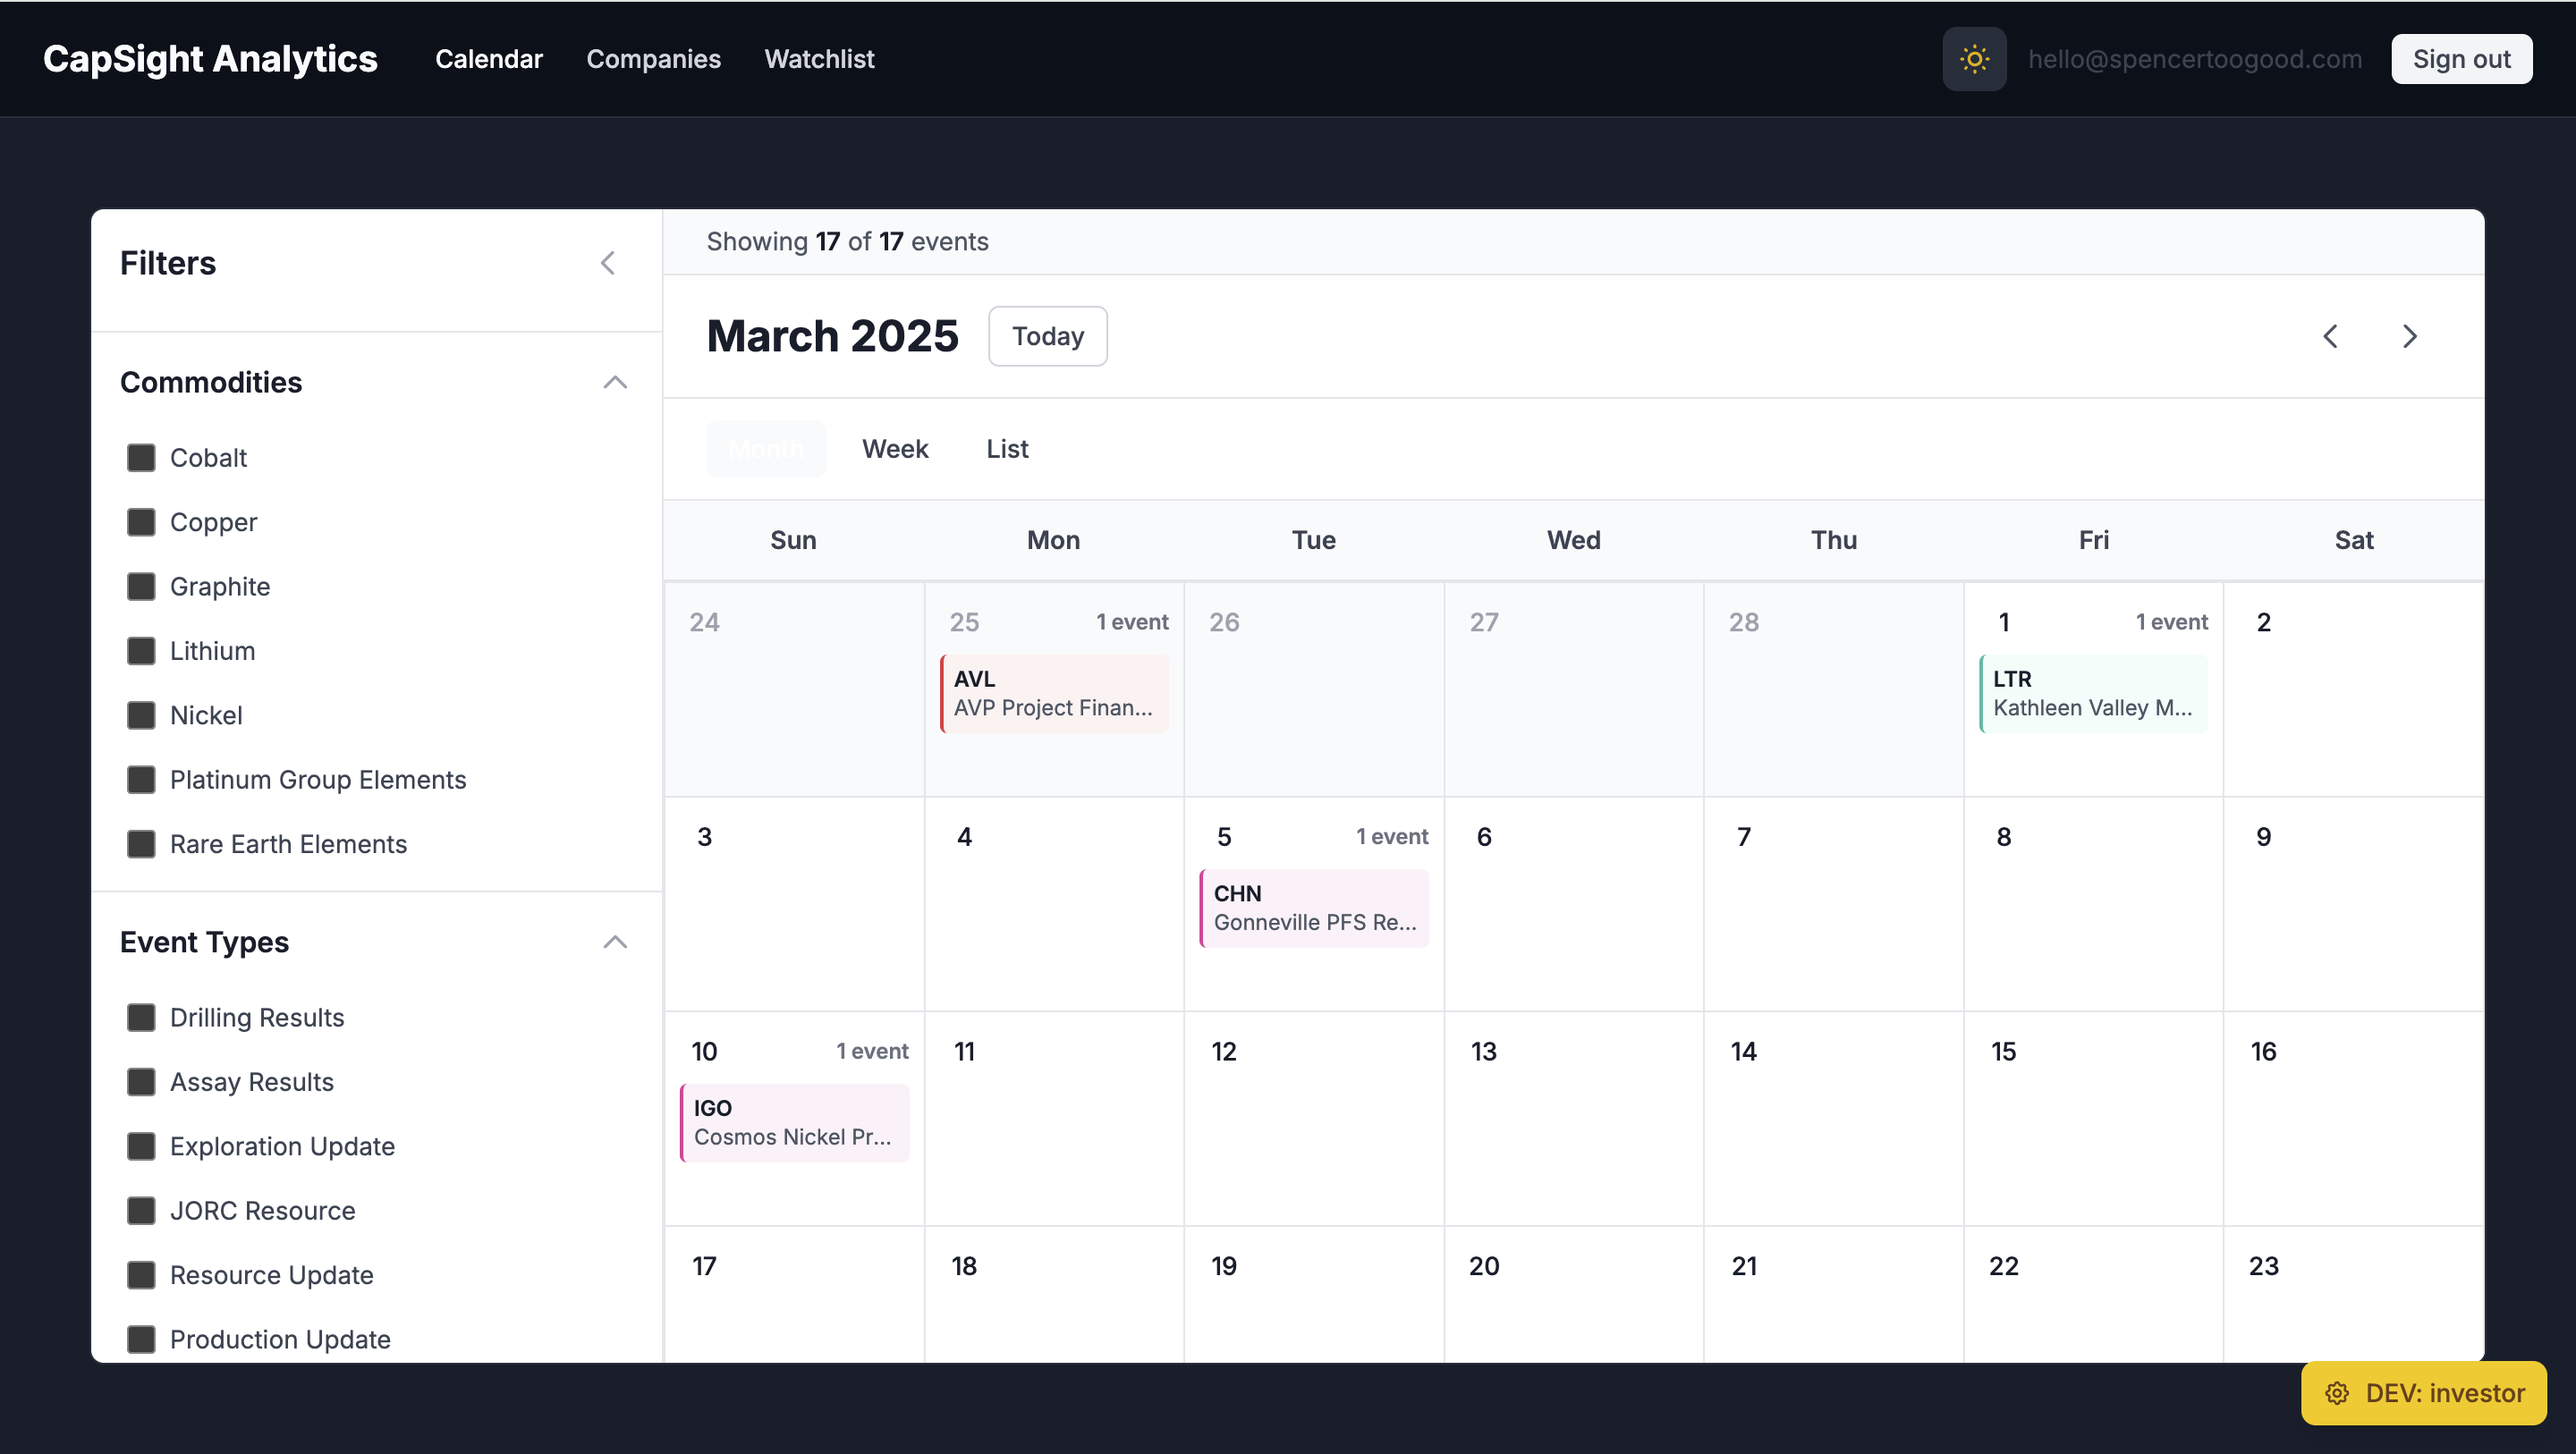 CapSight Analytics
Calendar
Companies
Watchlist
hello@spencertoogood.com
Sign out
Filters
Commodities
Cobalt
Copper
Graphite
Lithium
Nickel
Platinum Group Elements
Rare Earth Elements
Event Types
Drilling Results
Assay Results
Exploration Update
JORC Resource
Resource Update
Production Update
Showing 17 of 17 events
March 2025
Today
Month
Week
List
Sun Mon Tue Wed Thu Fri Sat
24
25 1 event
AVL
AVP Project Finan...
26
27
28
1 1 event
LTR
Kathleen Valley M...
2
3
4
5 1 event
CHN
Gonneville PFS Re...
6
7
8
9
10 1 event
IGO
Cosmos Nickel Pr...
11
12
13
14
15
16
17
18
19
20
21
22
23
DEV: investor